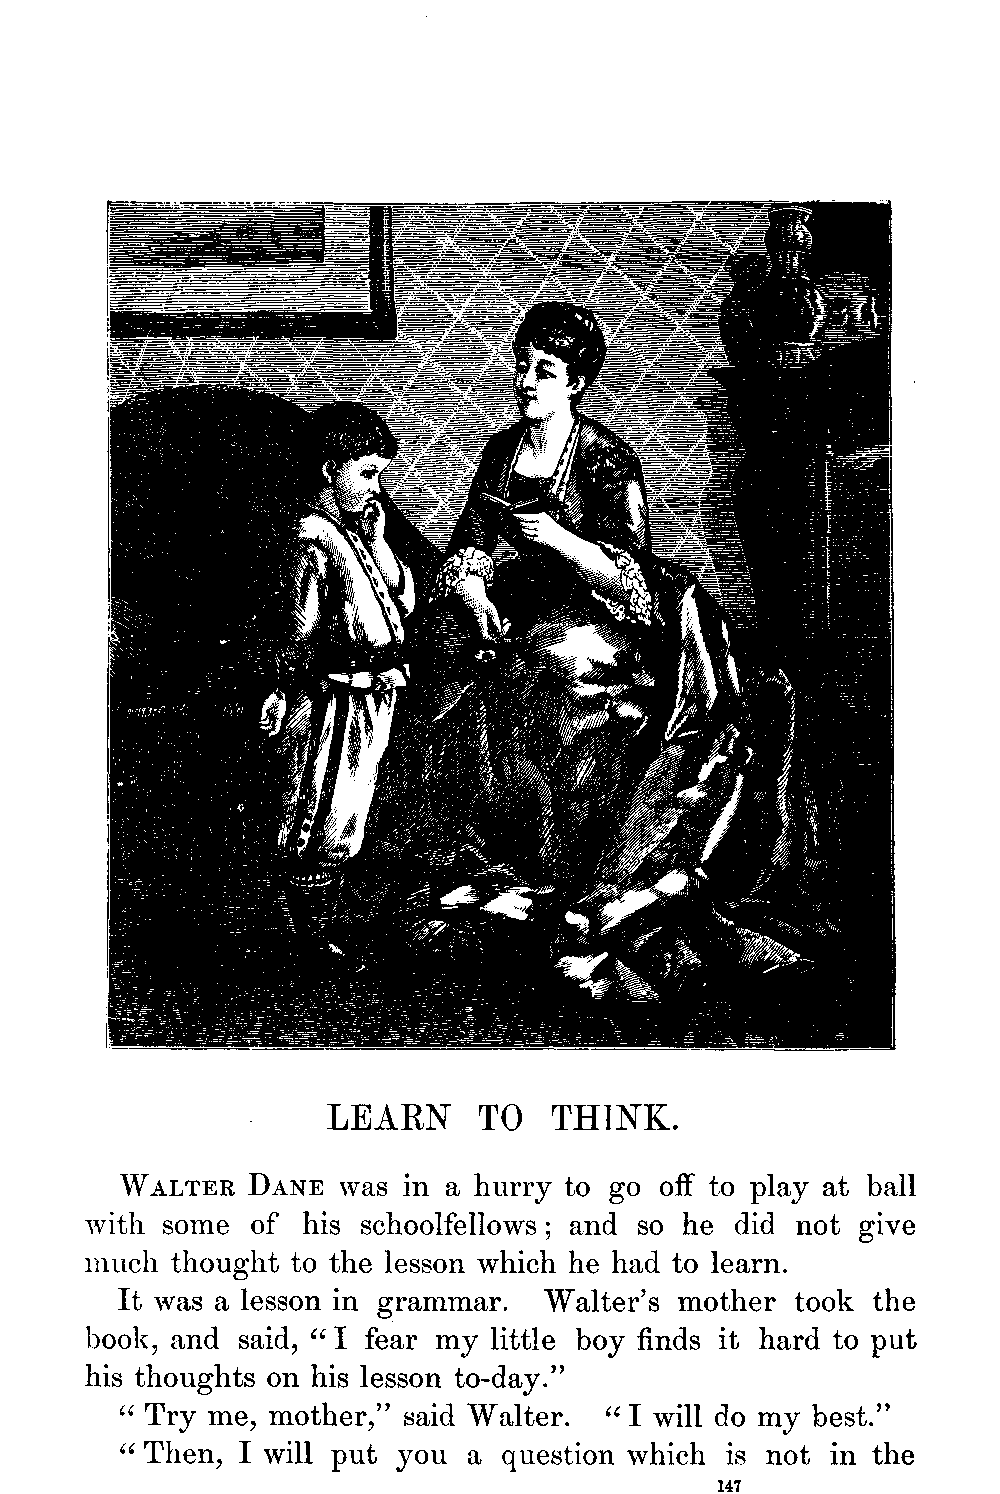 LEARN TO THINK.
WALTER DANE was in a hurry to go off to play at ball
with some of his schoolfellows; and so he did not give
much thought to the lesson which he had to learn.
It was a lesson in grammar. Walter's mother took the
book, and said, "I fear my little boy finds it hard to put
his thoughts on his lesson to-day."
"Try me, mother," said Walter. "I will do my best."
"Then, I will put you a question which is not in the
147